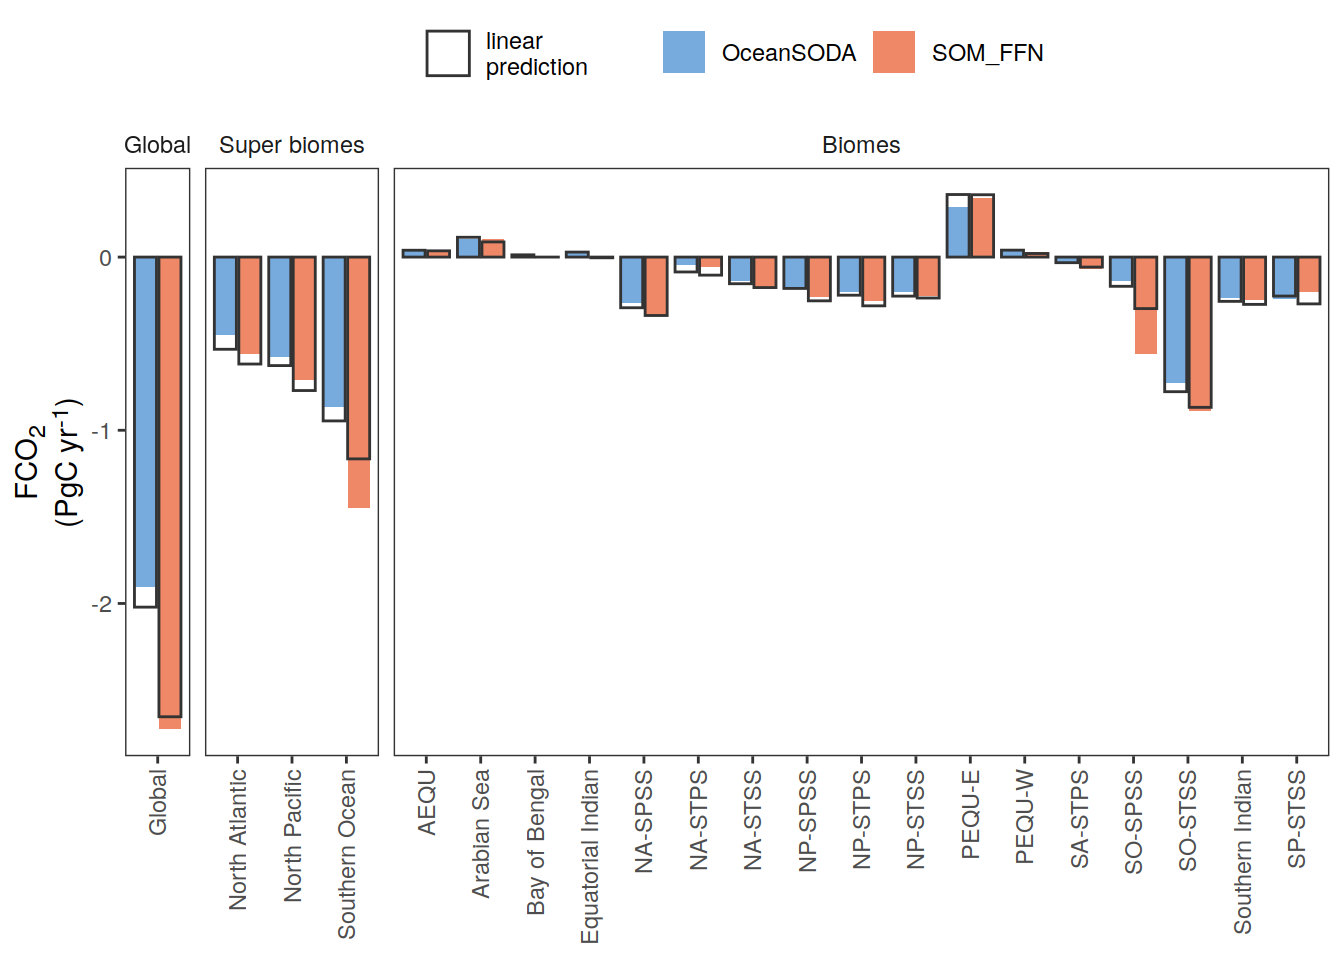 linear
prediction
OceanSODA
SOM_FFN
Global
Super biomes
Biomes
FCO₂
(PgC yr⁻¹)
0
-1
-2
Global
North Atlantic
North Pacific
Southern Ocean
AEQU
Arabian Sea
Bay of Bengal
Equatorial Indian
NA-SPSS
NA-STPS
NA-STSS
NP-SPSS
NP-STPS
NP-STSS
PEQU-E
PEQU-W
SA-STPS
SO-SPSS
SO-STSS
Southern Indian
SP-STSS